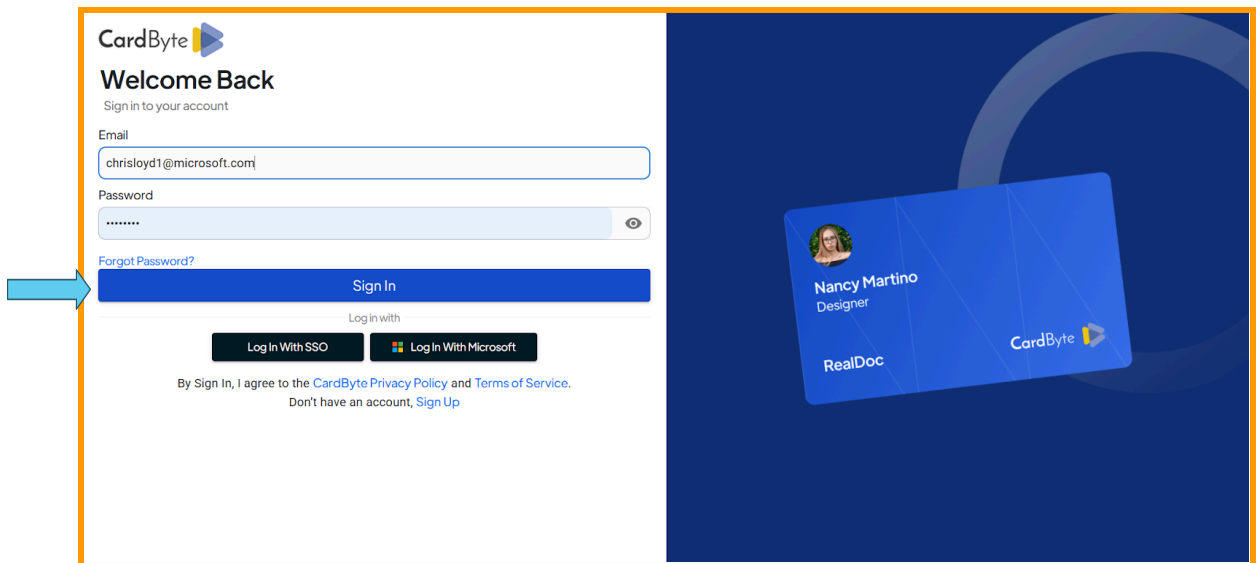 CardByte
Welcome Back
Sign in to your account
Email
chrisloyd1@microsoft.com
Password
••••••••
Forgot Password?
Sign In
Log in with
Log In With SSO
Log In With Microsoft
By Sign In, I agree to the CardByte Privacy Policy and Terms of Service.
Don't have an account, Sign Up
Nancy Martino
Designer
CardByte
RealDoc